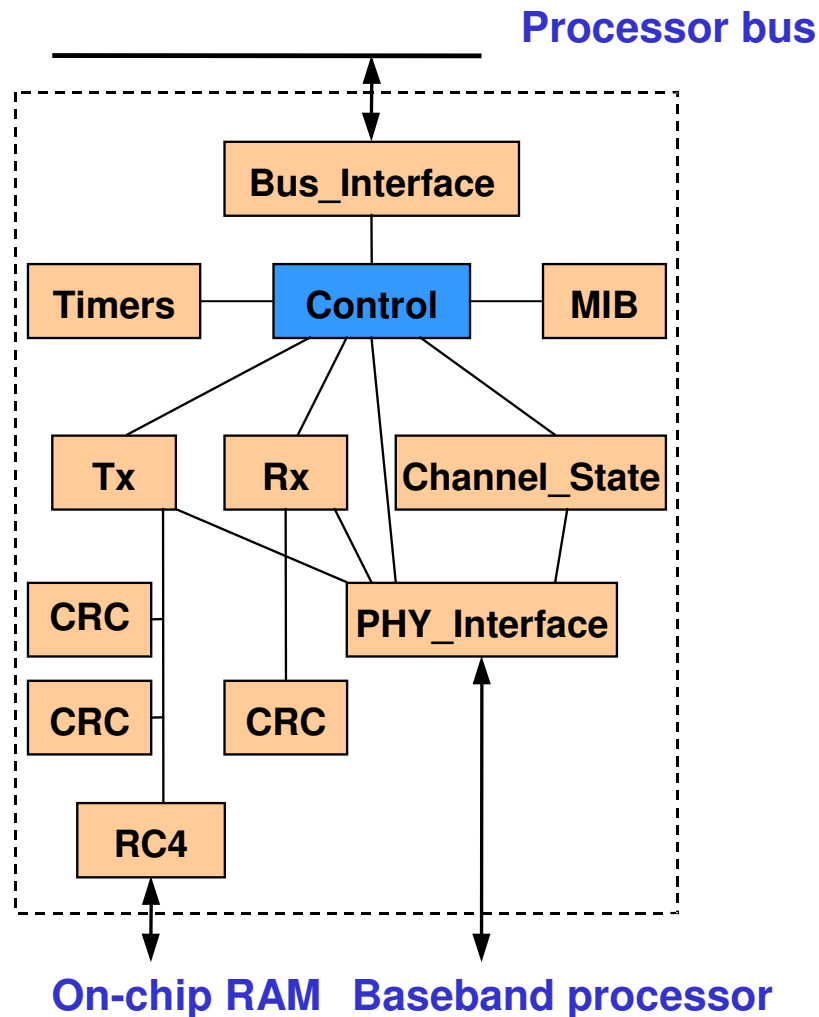 Processor bus
Bus_Interface
Timers
Control
MIB
Tx
Rx
Channel_State
CRC
PHY_Interface
CRC
CRC
RC4
On-chip RAM
Baseband processor